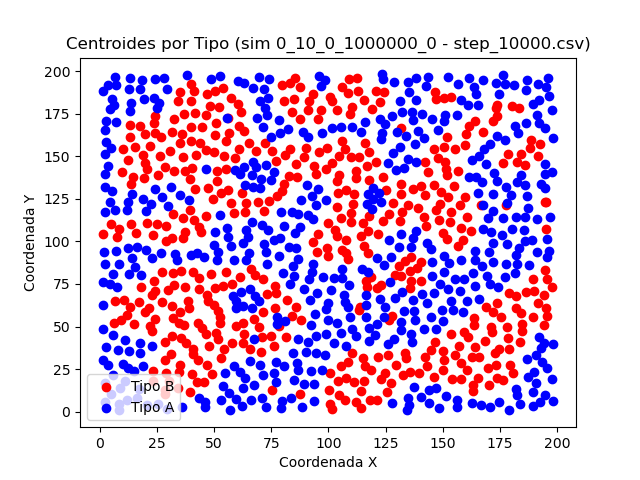 Centroides por Tipo (sim 0_10_0_1000000_0 - step_10000.csv)
200
175
150
125
100
75
50
25
0
Coordenada Y
Tipo B
Tipo A
0 25 50 75 100 125 150 175 200
Coordenada X